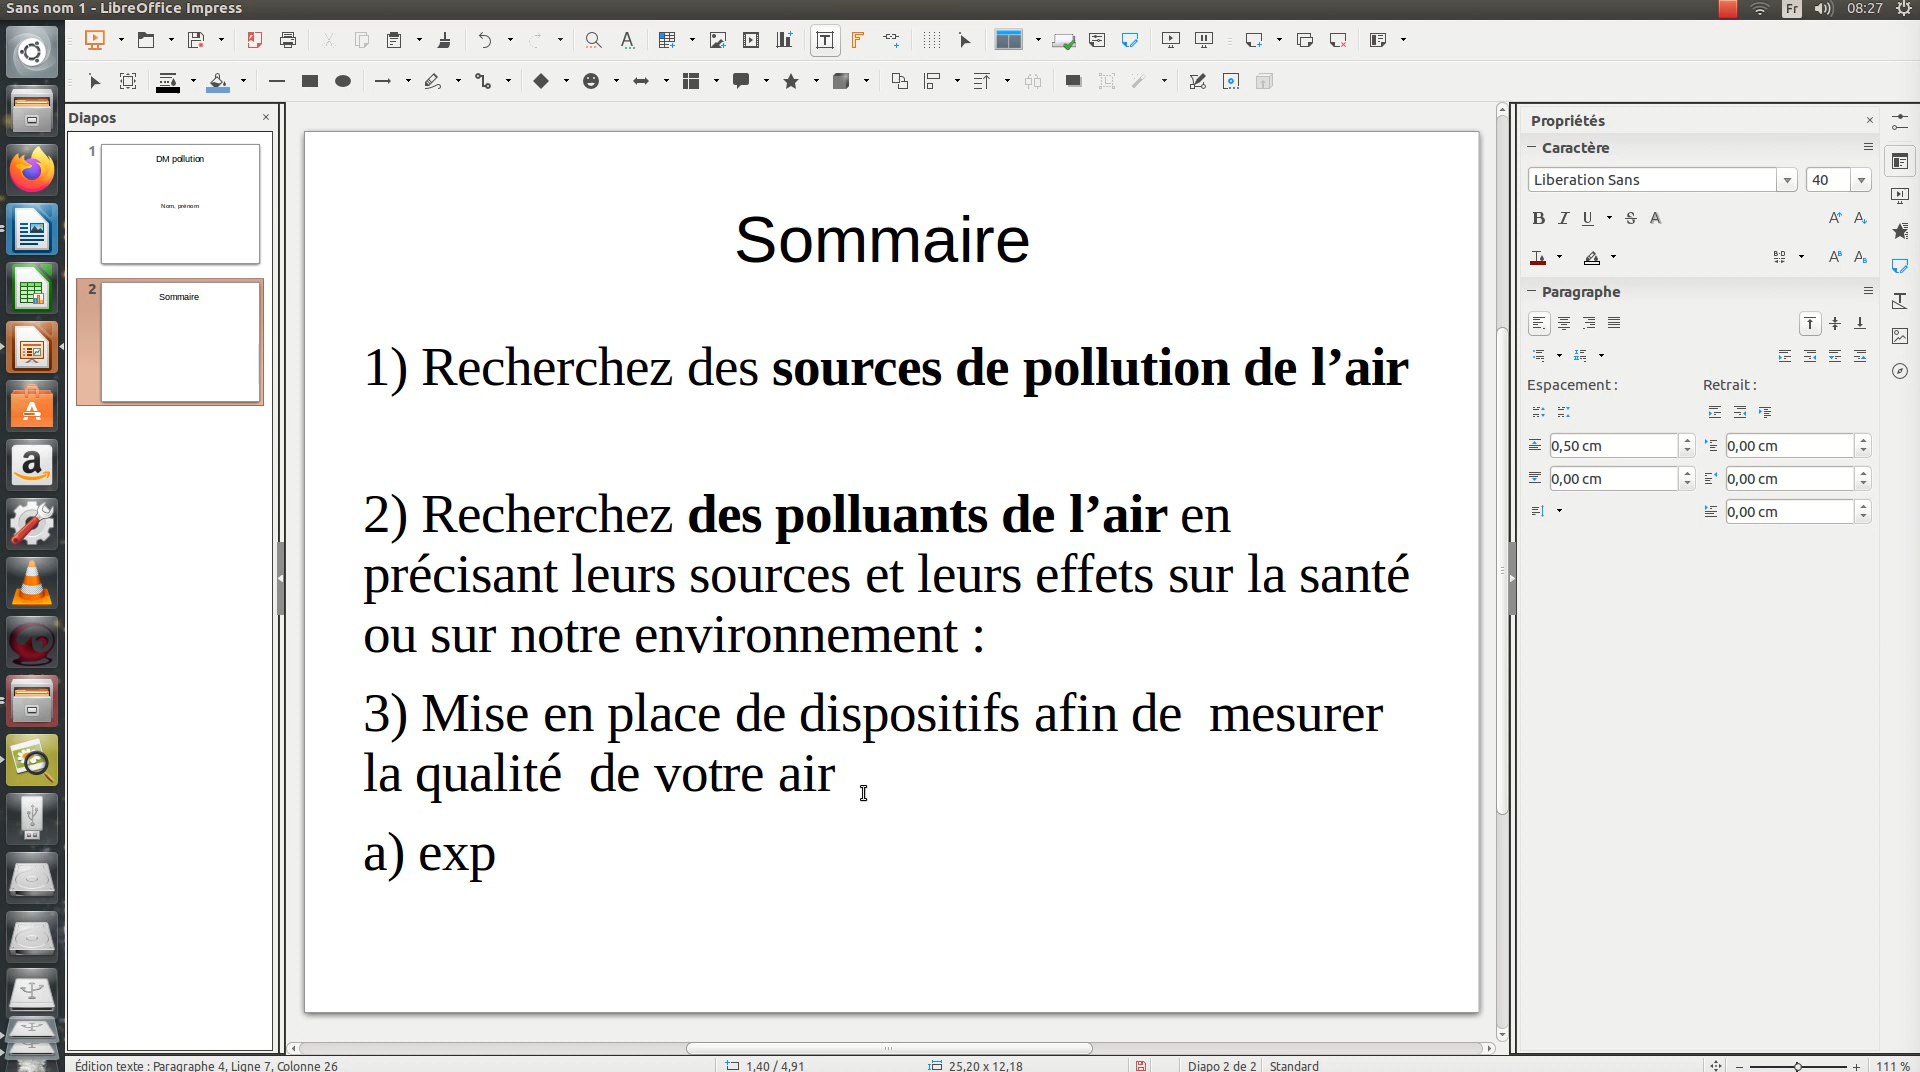 Sans nom 1 - LibreOffice Impress
Fr
08:27
Diapos
1
DM pollution
Nom, prénom
2
Sommaire
Sommaire
1) Recherchez des sources de pollution de l’air
2) Recherchez des polluants de l’air en
précisant leurs sources et leurs effets sur la santé
ou sur notre environnement :
3) Mise en place de dispositifs afin de  mesurer
la qualité  de votre air
a) exp
Propriétés
Caractère
Liberation Sans
40
Paragraphe
Espacement :
Retrait :
0,50 cm
0,00 cm
0,00 cm
0,00 cm
0,00 cm
Édition texte : Paragraphe 4, Ligne 7, Colonne 26
1,40 / 4,91
25,20 x 12,18
Diapo 2 de 2
Standard
111 %